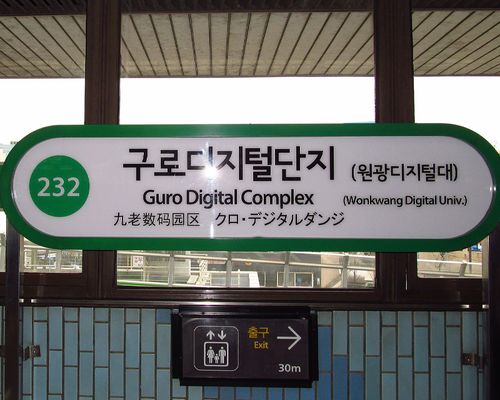 232
구로디지털단지 (원광디지털대)
Guro Digital Complex (Wonkwang Digital Univ.)
九老数码园区 クロ・デジタルダンジ
출구
Exit
30m